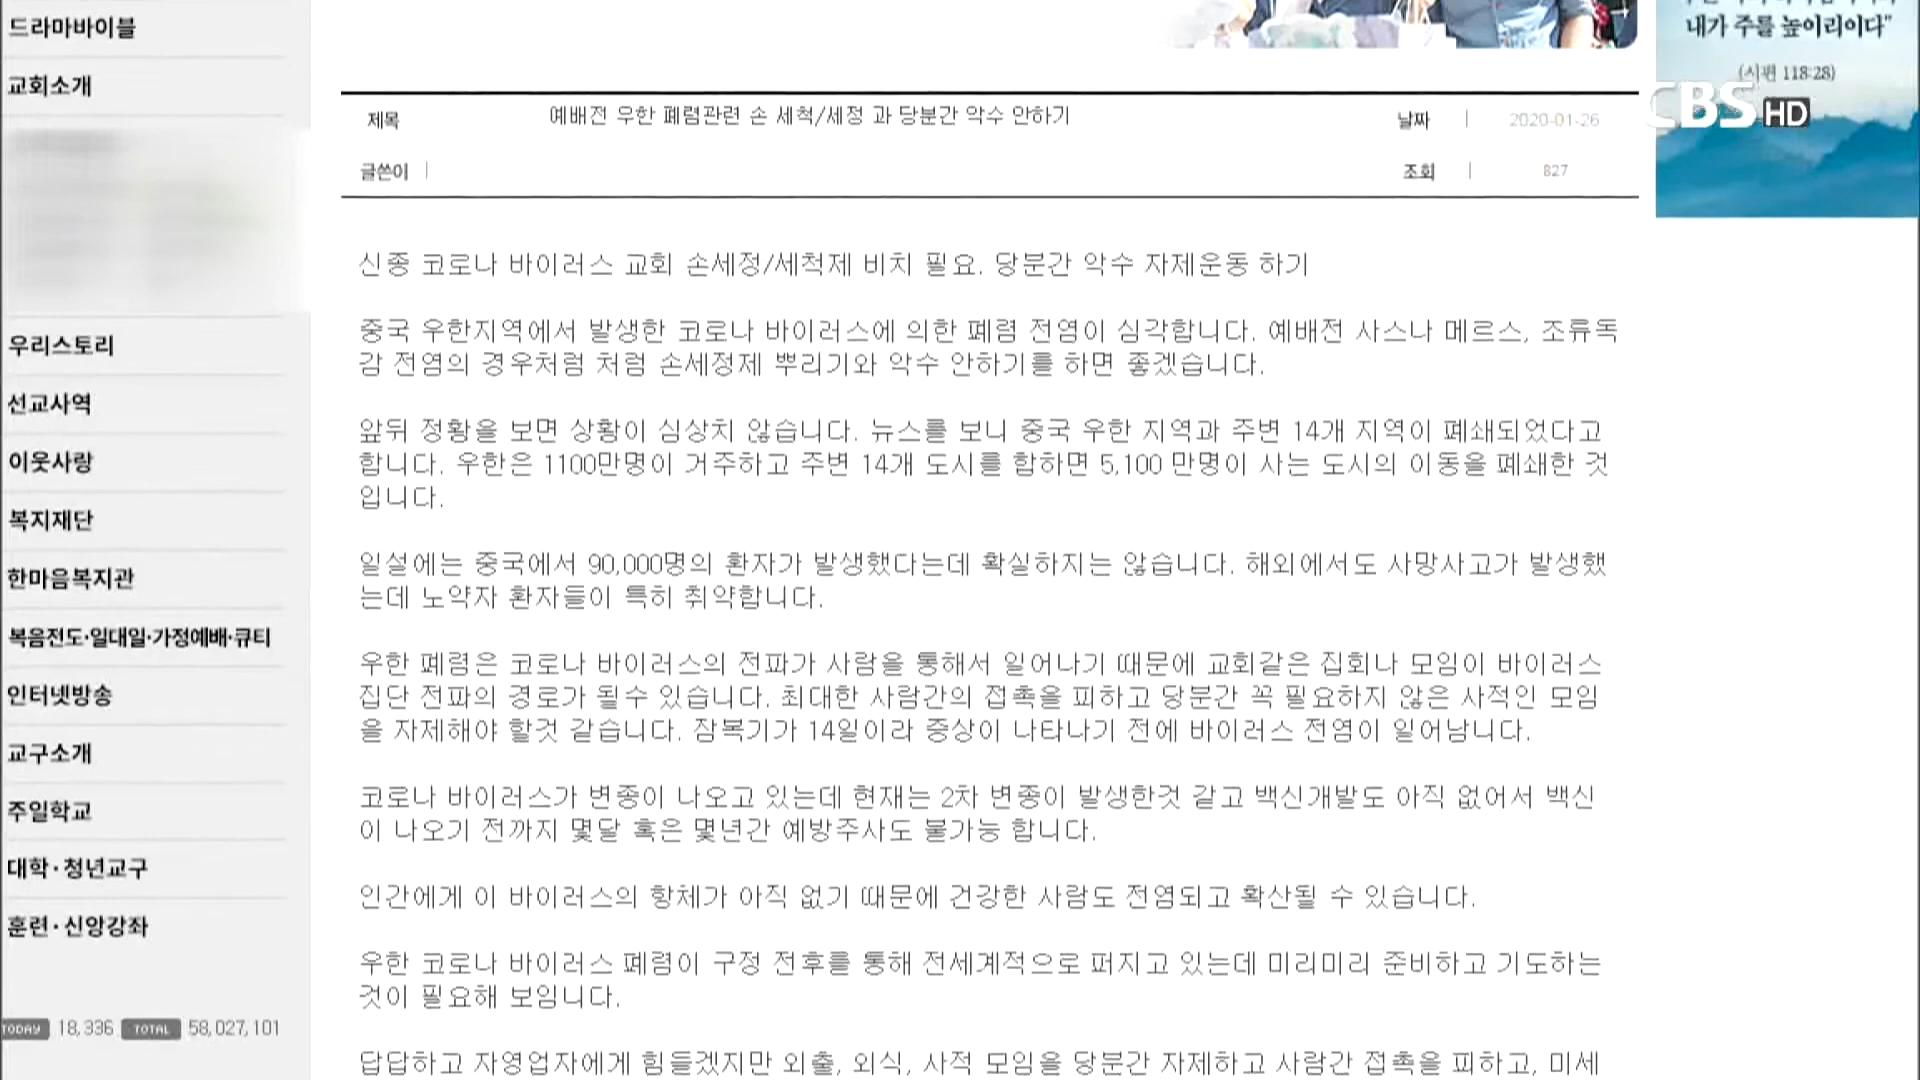 드라마바이블
교회소개
우리스토리
선교사역
이웃사랑
복지재단
한마음복지관
복음전도·일대일·가정예배·큐티
인터넷방송
교구소개
주일학교
대학·청년교구
훈련·신앙강좌
TODAY 18,336 TOTAL 58,027,101
제목 예배전 우한 폐렴관련 손 세척/세정 과 당분간 악수 안하기 날짜 2020-01-26
글쓴이 조회 827
신종 코로나 바이러스 교회 손세정/세척제 비치 필요. 당분간 악수 자제운동 하기
중국 우한지역에서 발생한 코로나 바이러스에 의한 폐렴 전염이 심각합니다. 예배전 사스나 메르스, 조류독
감 전염의 경우처럼 처럼 손세정제 뿌리기와 악수 안하기를 하면 좋겠습니다.
앞뒤 정황을 보면 상황이 심상치 않습니다. 뉴스를 보니 중국 우한 지역과 주변 14개 지역이 폐쇄되었다고
합니다. 우한은 1100만명이 거주하고 주변 14개 도시를 합하면 5,100 만명이 사는 도시의 이동을 폐쇄한 것
입니다.
일설에는 중국에서 90,000명의 환자가 발생했다는데 확실하지는 않습니다. 해외에서도 사망사고가 발생했
는데 노약자 환자들이 특히 취약합니다.
우한 폐렴은 코로나 바이러스의 전파가 사람을 통해서 일어나기 때문에 교회같은 집회나 모임이 바이러스
집단 전파의 경로가 될수 있습니다. 최대한 사람간의 접촉을 피하고 당분간 꼭 필요하지 않은 사적인 모임
을 자제해야 할것 같습니다. 잠복기가 14일이라 증상이 나타나기 전에 바이러스 전염이 일어납니다.
코로나 바이러스가 변종이 나오고 있는데 현재는 2차 변종이 발생한것 같고 백신개발도 아직 없어서 백신
이 나오기 전까지 몇달 혹은 몇년간 예방주사도 불가능 합니다.
인간에게 이 바이러스의 항체가 아직 없기 때문에 건강한 사람도 전염되고 확산될 수 있습니다.
우한 코로나 바이러스 폐렴이 구정 전후를 통해 전세계적으로 퍼지고 있는데 미리미리 준비하고 기도하는
것이 필요해 보입니다.
답답하고 자영업자에게 힘들겠지만 외출, 외식, 사적 모임을 당분간 자제하고 사람간 접촉을 피하고, 미세
내가 주를 높이리이다"
(시편 118:28)
CBS HD